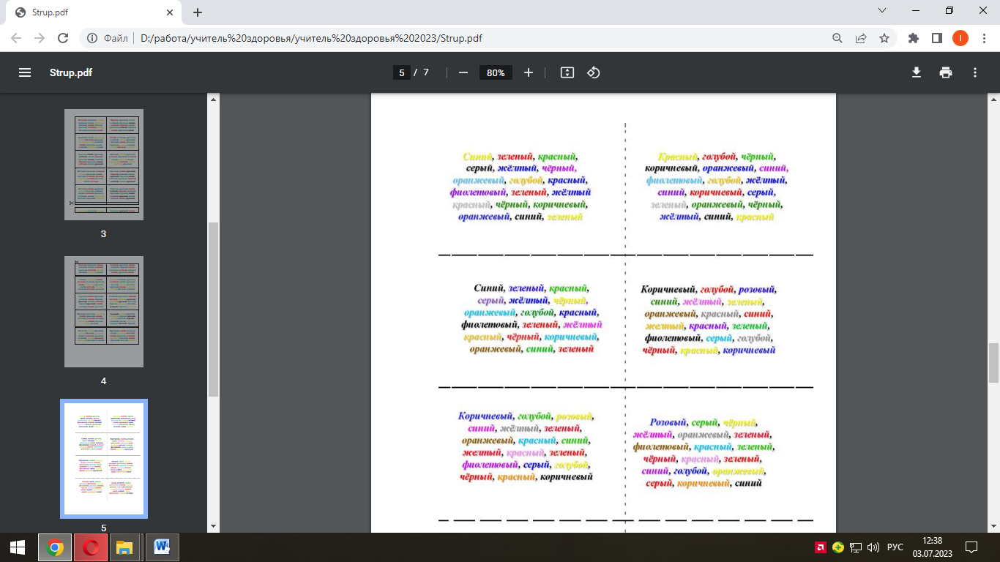 Strup.pdf
Файл D:/работа/учитель%20здоровья/учитель%20здоровья%202023/Strup.pdf
I
Strup.pdf
5 / 7
80%
3
4
5
Синий, зеленый, красный,
серый, жёлтый, чёрный,
оранжевый, голубой, красный,
фиолетовый, зеленый, жёлтый
красный, чёрный, коричневый,
оранжевый, синий, зеленый
Красный, голубой, чёрный,
коричневый, оранжевый, синий,
фиолетовый, голубой, жёлтый,
синий, коричневый, серый,
зеленый, оранжевый, чёрный,
жёлтый, синий, красный
Синий, зеленый, красный,
серый, жёлтый, чёрный,
оранжевый, голубой, красный,
фиолетовый, зеленый, жёлтый
красный, чёрный, коричневый,
оранжевый, синий, зеленый
Коричневый, голубой, розовый,
синий, жёлтый, зеленый,
оранжевый, красный, синий,
желтый, красный, зеленый,
фиолетовый, серый, голубой,
чёрный, красный, коричневый
Коричневый, голубой, розовый,
синий, жёлтый, зеленый,
оранжевый, красный, синий,
желтый, красный, зеленый,
фиолетовый, серый, голубой,
чёрный, красный, коричневый
Розовый, серый, чёрный,
жёлтый, оранжевый, зеленый,
фиолетовый, красный, зеленый,
чёрный, красный, зеленый,
синий, голубой, оранжевый,
серый, коричневый, синий
РУС
12:38
03.07.2023